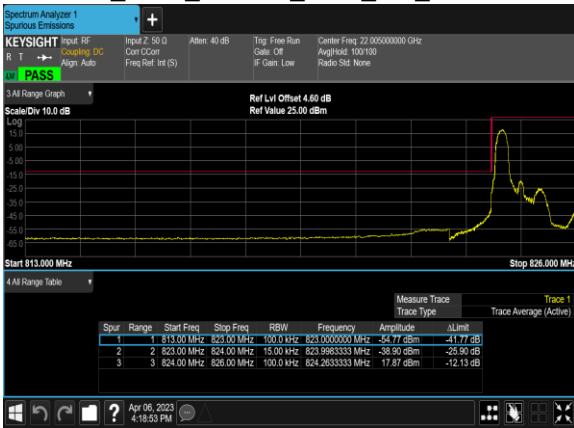 Spectrum Analyzer 1
Spurious Emissions
+
KEYSIGHT Input: RF Input Z: 50 Ω Atten: 40 dB Trig: Free Run Center Freq: 22.005000000 GHz
R T Coupling: DC Corr CCorr Gate: Off Avg|Hold: 100/100
Align: Auto Freq Ref: Int (S) IF Gain: Low Radio Std: None
PASS
3 All Range Graph
Ref Lvl Offset 4.60 dB
Scale/Div 10.0 dB Ref Value 25.00 dBm
Log
15.0
5.00
-5.00
-15.0
-25.0
-35.0
-45.0
-55.0
-65.0
Start 813.000 MHz Stop 826.000 MHz
4 All Range Table
Measure Trace Trace 1
Trace Type Trace Average (Active)
Spur Range Start Freq Stop Freq RBW Frequency Amplitude ΔLimit
1 1 813.00 MHz 823.00 MHz 100.0 kHz 823.0000000 MHz -54.77 dBm -41.77 dB
2 2 823.00 MHz 824.00 MHz 15.00 kHz 823.9983333 MHz -38.90 dBm -25.90 dB
3 3 824.00 MHz 826.00 MHz 100.0 kHz 824.2633333 MHz 17.87 dBm -12.13 dB
?
Apr 06, 2023
4:18:53 PM